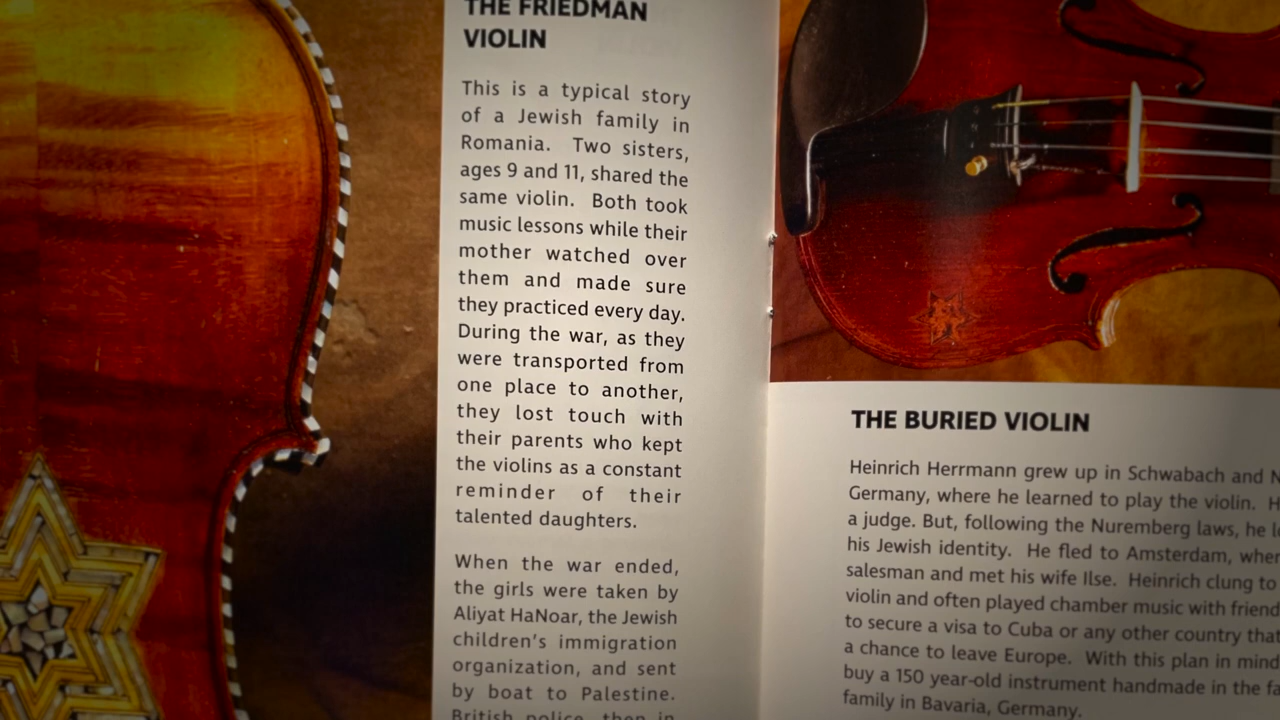 THE FRIEDMAN
VIOLIN
This is a typical story
of a Jewish family in
Romania. Two sisters,
ages 9 and 11, shared the
same violin. Both took
music lessons while their
mother watched over
them and made sure
they practiced every day.
During the war, as they
were transported from
one place to another,
they lost touch with
their parents who kept
the violins as a constant
reminder of their
talented daughters.
When the war ended,
the girls were taken by
Aliyat HaNoar, the Jewish
children's immigration
organization, and sent
by boat to Palestine.
British police, then in
THE BURIED VIOLIN
Heinrich Herrmann grew up in Schwabach and
Germany, where he learned to play the violin.
a judge. But, following the Nuremberg laws, he
his Jewish identity. He fled to Amsterdam,
salesman and met his wife Ilse. Heinrich clung to
violin and often played chamber music with
to secure a visa to Cuba or any other country that
a chance to leave Europe. With this plan in mind
buy a 150 year-old instrument handmade in the
family in Bavaria, Germany.